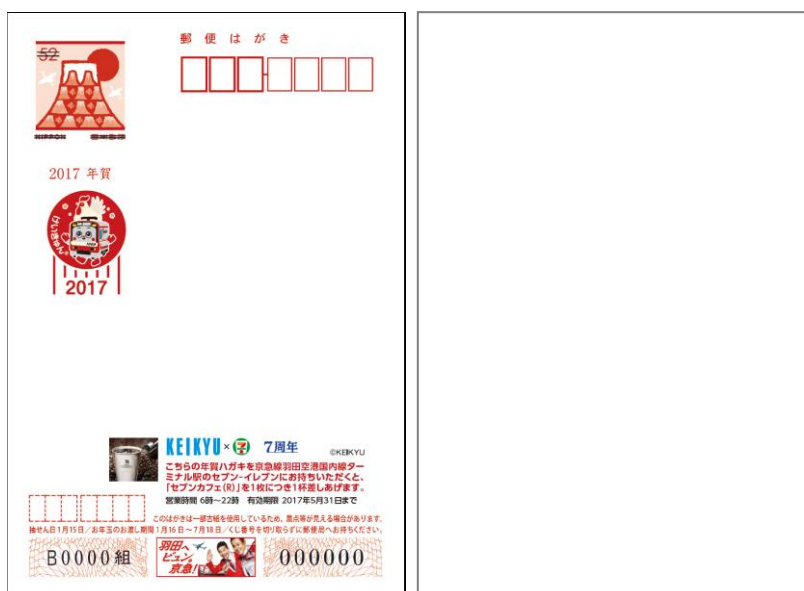 郵便はがき
52
NIPPON 日本郵便
2017 年賀
けいきゅん
2017
KEIKYU × 7周年 ©KEIKYU
こちらの年賀ハガキを京急線羽田空港国内線ター
ミナル駅のセブン-イレブンにお持ちいただくと、
「セブンカフェ(R)」を1枚につき1杯差しあげます。
営業時間 6時~22時 有効期限 2017年5月31日まで
このはがきは一部古紙を使用しているため、黒点等が見える場合があります。
抽せん日1月15日/お年玉のお渡し期間1月16日~7月18日/くじ番号を切り取らずに郵便局へお持ちください。
B0000組
羽田へ
ビュン。
京急!
000000